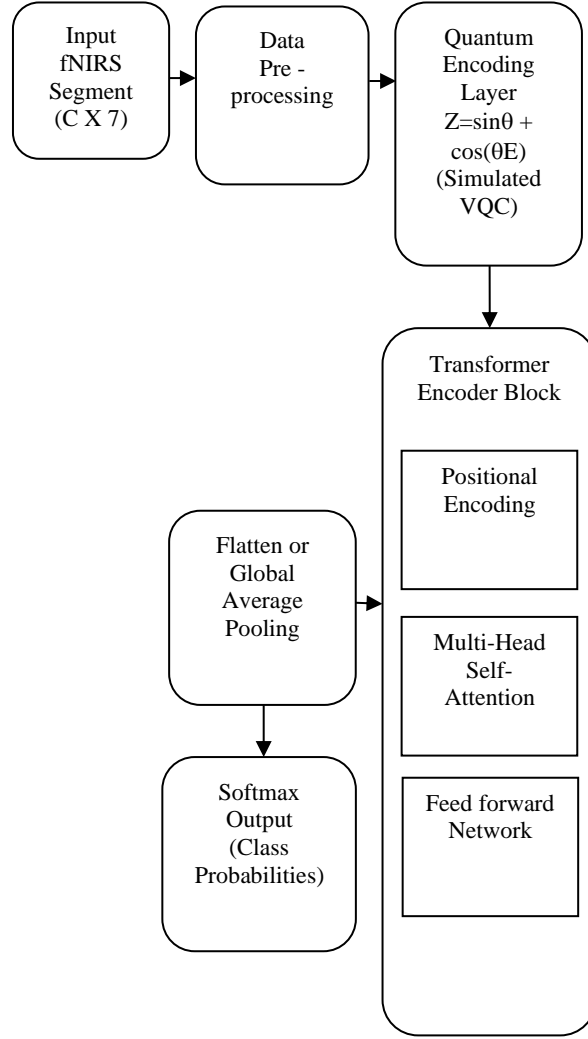 Input
fNIRS
Segment
(C X 7)
Data
Pre -
processing
Quantum
Encoding
Layer
Z=sinθ +
cos(θE)
(Simulated
VQC)
Transformer
Encoder Block
Positional
Encoding
Multi-Head
Self-
Attention
Feed forward
Network
Flatten or
Global
Average
Pooling
Softmax
Output
(Class
Probabilities)